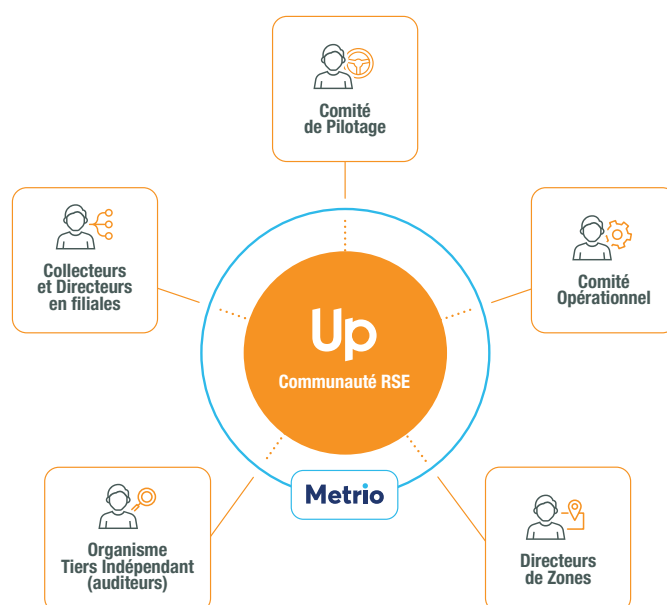 Comité
de Pilotage
Collecteurs
et Directeurs
en filiales
Comité
Opérationnel
Up
Communauté RSE
Metrio
Organisme
Tiers Indépendant
(auditeurs)
Directeurs
de Zones